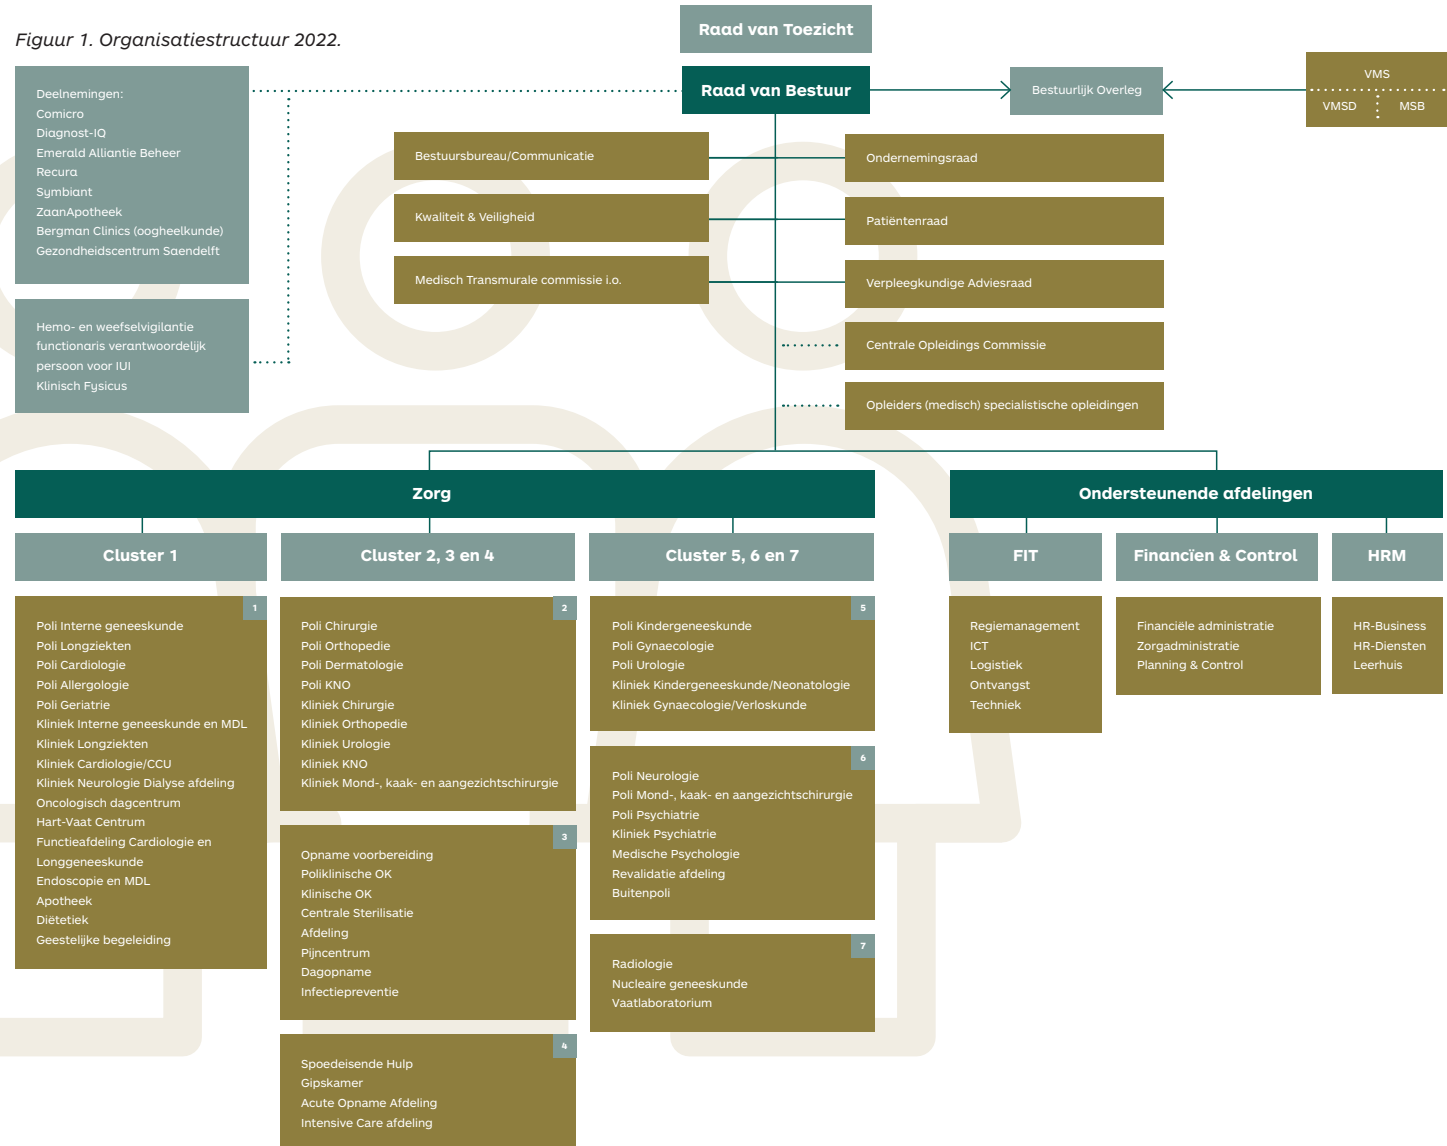 Figuur 1. Organisatiestructuur 2022.
Raad van Toezicht
Raad van Bestuur
Bestuurlijk Overleg
VMS
VMSD
MSB
Deelnemingen:
Comicro
Diagnost-IQ
Emerald Alliantie Beheer
Recura
Symbiant
ZaanApotheek
Bergman Clinics (oogheelkunde)
Gezondheidscentrum Saendelft
Hemo- en weefselvigilantie
functionaris verantwoordelijk
persoon voor IUI
Klinisch Fysicus
Bestuursbureau/Communicatie
Kwaliteit & Veiligheid
Medisch Transmurale commissie i.o.
Ondernemingsraad
Patiëntenraad
Verpleegkundige Adviesraad
Centrale Opleidings Commissie
Opleiders (medisch) specialistische opleidingen
Zorg
Cluster 1
1
Poli Interne geneeskunde
Poli Longziekten
Poli Cardiologie
Poli Allergologie
Poli Geriatrie
Kliniek Interne geneeskunde en MDL
Kliniek Longziekten
Kliniek Cardiologie/CCU
Kliniek Neurologie Dialyse afdeling
Oncologisch dagcentrum
Hart-Vaat Centrum
Functieafdeling Cardiologie en
Longgeneeskunde
Endoscopie en MDL
Apotheek
Diëtetiek
Geestelijke begeleiding
Cluster 2, 3 en 4
2
Poli Chirurgie
Poli Orthopedie
Poli Dermatologie
Poli KNO
Kliniek Chirurgie
Kliniek Orthopedie
Kliniek Urologie
Kliniek KNO
Kliniek Mond-, kaak- en aangezichtschirurgie
3
Opname voorbereiding
Poliklinische OK
Klinische OK
Centrale Sterilisatie
Afdeling
Pijncentrum
Dagopname
Infectiepreventie
4
Spoedeisende Hulp
Gipskamer
Acute Opname Afdeling
Intensive Care afdeling
Cluster 5, 6 en 7
5
Poli Kindergeneeskunde
Poli Gynaecologie
Poli Urologie
Kliniek Kindergeneeskunde/Neonatologie
Kliniek Gynaecologie/Verloskunde
6
Poli Neurologie
Poli Mond-, kaak- en aangezichtschirurgie
Poli Psychiatrie
Kliniek Psychiatrie
Medische Psychologie
Revalidatie afdeling
Buitenpoli
7
Radiologie
Nucleaire geneeskunde
Vaatlaboratorium
Ondersteunende afdelingen
FIT
Regiemanagement
ICT
Logistiek
Ontvangst
Techniek
Financïen & Control
Financiële administratie
Zorgadministratie
Planning & Control
HRM
HR-Business
HR-Diensten
Leerhuis